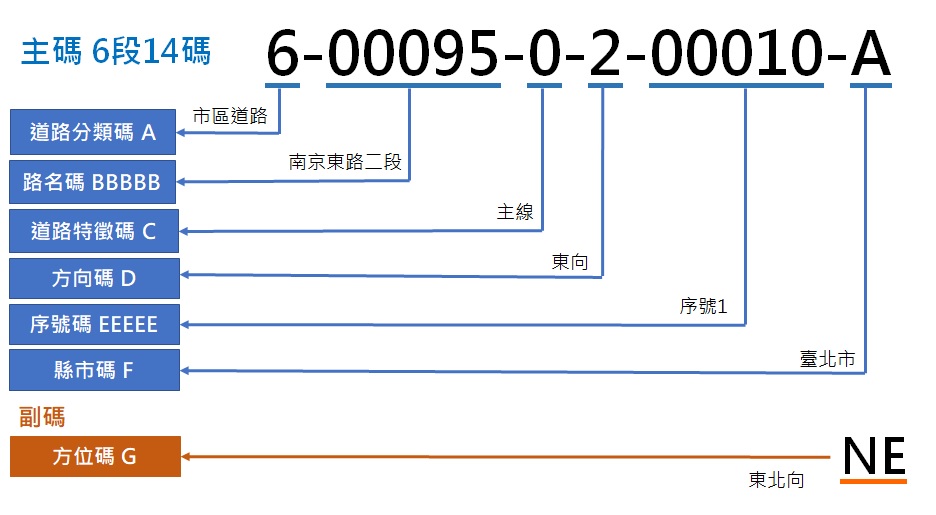 主碼 6段14碼
6-00095-0-2-00010-A
市區道路
道路分類碼 A
南京東路二段
路名碼 BBBBB
主線
道路特徵碼 C
東向
方向碼 D
序號1
序號碼 EEEEE
臺北市
縣市碼 F
副碼
方位碼 G
NE
東北向